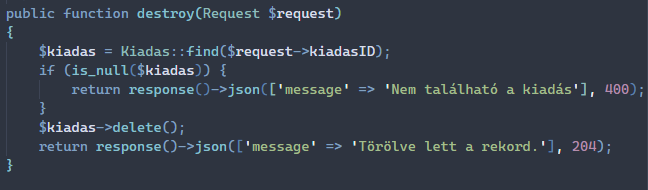 public function destroy(Request $request)
{
    $kiadas = Kiadas::find($request->kiadasID);
    if (is_null($kiadas)) {
        return response()->json(['message' => 'Nem található a kiadás'], 400);
    }
    $kiadas->delete();
    return response()->json(['message' => 'Törölve lett a rekord.'], 204);
}